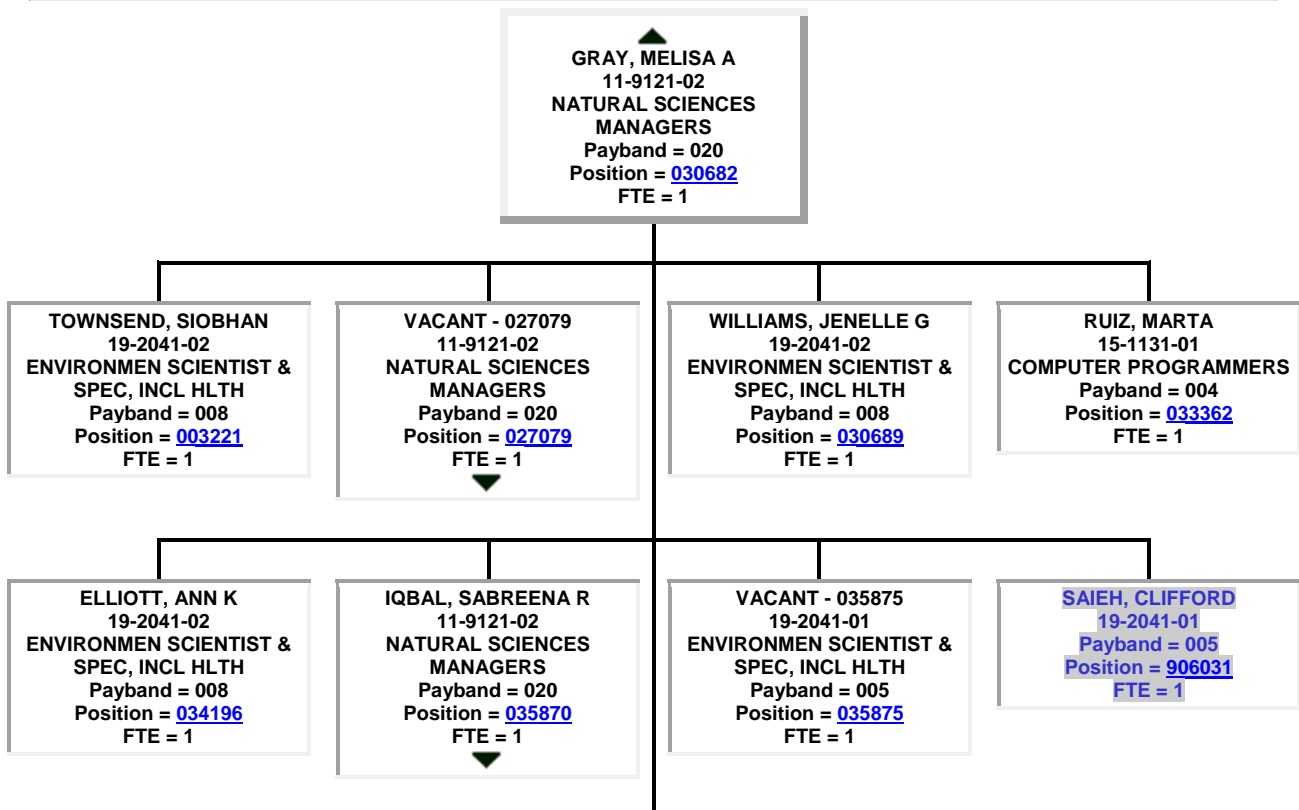 GRAY, MELISA A
11-9121-02
NATURAL SCIENCES
MANAGERS
Payband = 020
Position = 030682
FTE = 1
TOWNSEND, SIOBHAN
19-2041-02
ENVIRONMEN SCIENTIST &
SPEC, INCL HLTH
Payband = 008
Position = 003221
FTE = 1
VACANT - 027079
11-9121-02
NATURAL SCIENCES
MANAGERS
Payband = 020
Position = 027079
FTE = 1
WILLIAMS, JENELLE G
19-2041-02
ENVIRONMEN SCIENTIST &
SPEC, INCL HLTH
Payband = 008
Position = 030689
FTE = 1
RUIZ, MARTA
15-1131-01
COMPUTER PROGRAMMERS
Payband = 004
Position = 033362
FTE = 1
ELLIOTT, ANN K
19-2041-02
ENVIRONMEN SCIENTIST &
SPEC, INCL HLTH
Payband = 008
Position = 034196
FTE = 1
IQBAL, SABREENA R
11-9121-02
NATURAL SCIENCES
MANAGERS
Payband = 020
Position = 035870
FTE = 1
VACANT - 035875
19-2041-01
ENVIRONMEN SCIENTIST &
SPEC, INCL HLTH
Payband = 005
Position = 035875
FTE = 1
SAIEH, CLIFFORD
19-2041-01
Payband = 005
Position = 906031
FTE = 1